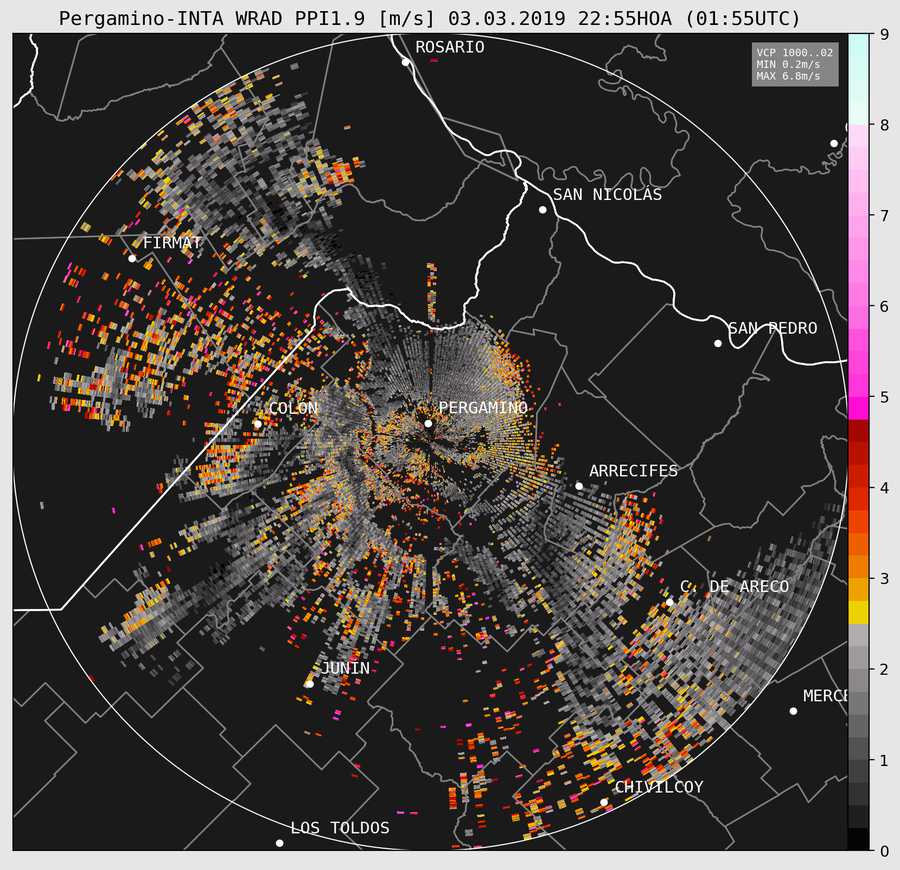 Pergamino-INTA WRAD PPI1.9 [m/s] 03.03.2019 22:55HOA (01:55UTC)
ROSARIO
VCP 1000..02
MIN 0.2m/s
MAX 6.8m/s
SAN NICOLAS
FIRMAT
SAN PEDRO
COLON
PERGAMINO
ARRECIFES
C. DE ARECO
JUNIN
MERCE
CHIVILCOY
LOS TOLDOS
9
8
7
6
5
4
3
2
1
0